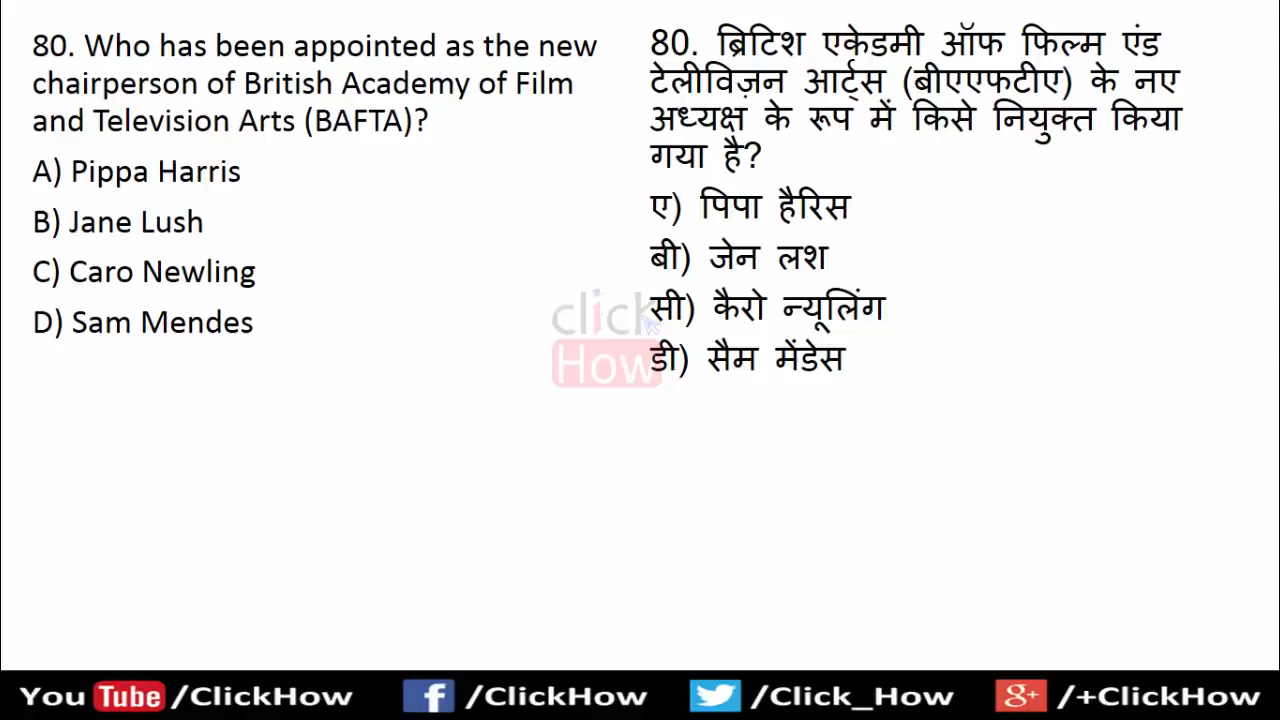 80. Who has been appointed as the new
chairperson of British Academy of Film
and Television Arts (BAFTA)?
A) Pippa Harris
B) Jane Lush
C) Caro Newling
D) Sam Mendes
80. ब्रिटिश एकेडमी ऑफ फिल्म एंड
टेलीविज़न आर्ट्स (बीएएफटीए) के नए
अध्यक्ष के रूप में किसे नियुक्त किया
गया है?
ए) पिपा हैरिस
बी) जेन लश
सी) कैरो न्यूलिंग
डी) सैम मेंडेस
click
How
You Tube /ClickHow f /ClickHow /Click_How g+ /+ClickHow